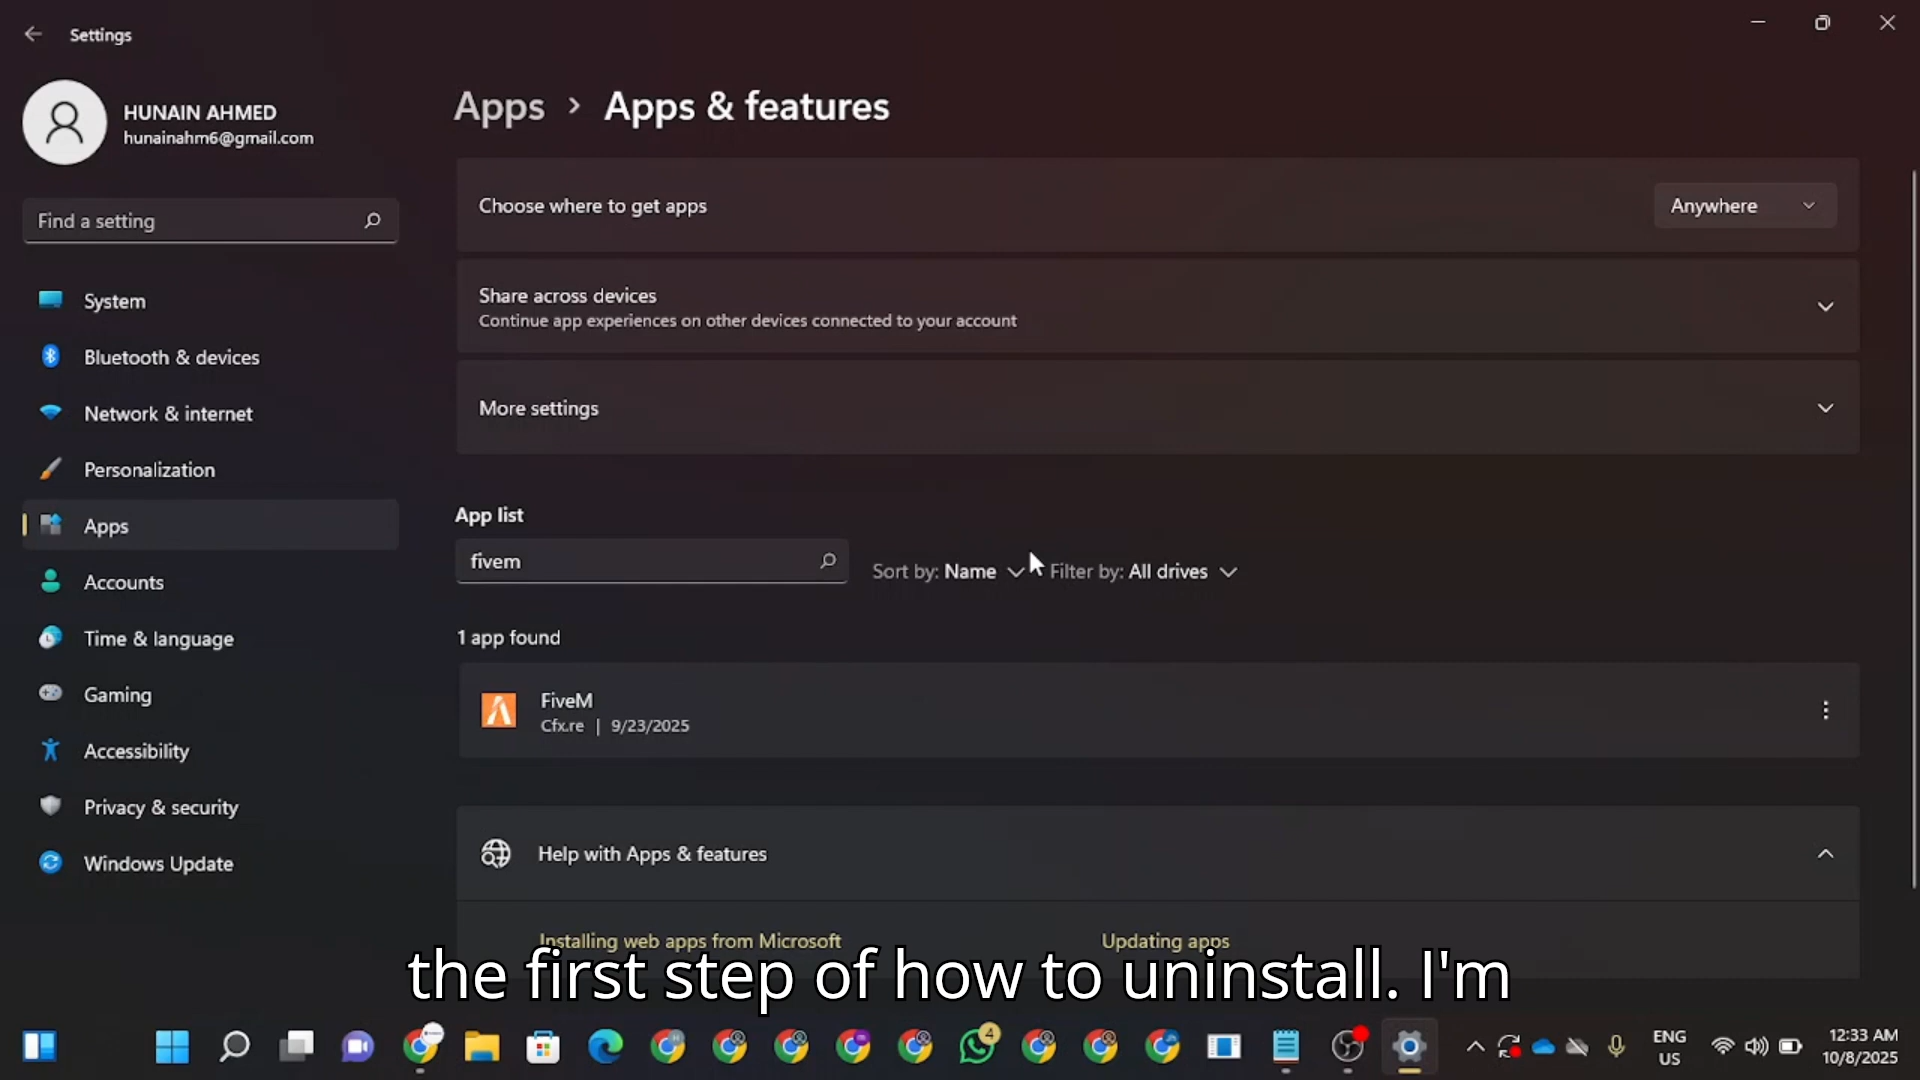 Settings
HUNAIN AHMED
hunainahm6@gmail.com
Find a setting
System
Bluetooth & devices
Network & internet
Personalization
Apps
Accounts
Time & language
Gaming
Accessibility
Privacy & security
Windows Update
Apps > Apps & features
Choose where to get apps
Anywhere
Share across devices
Continue app experiences on other devices connected to your account
More settings
App list
fivem
Sort by: Name
Filter by: All drives
1 app found
FiveM
Cfx.re | 9/23/2025
Help with Apps & features
Installing web apps from Microsoft
Updating apps
the first step of how to uninstall. I'm
4
ENG
US
12:33 AM
10/8/2025